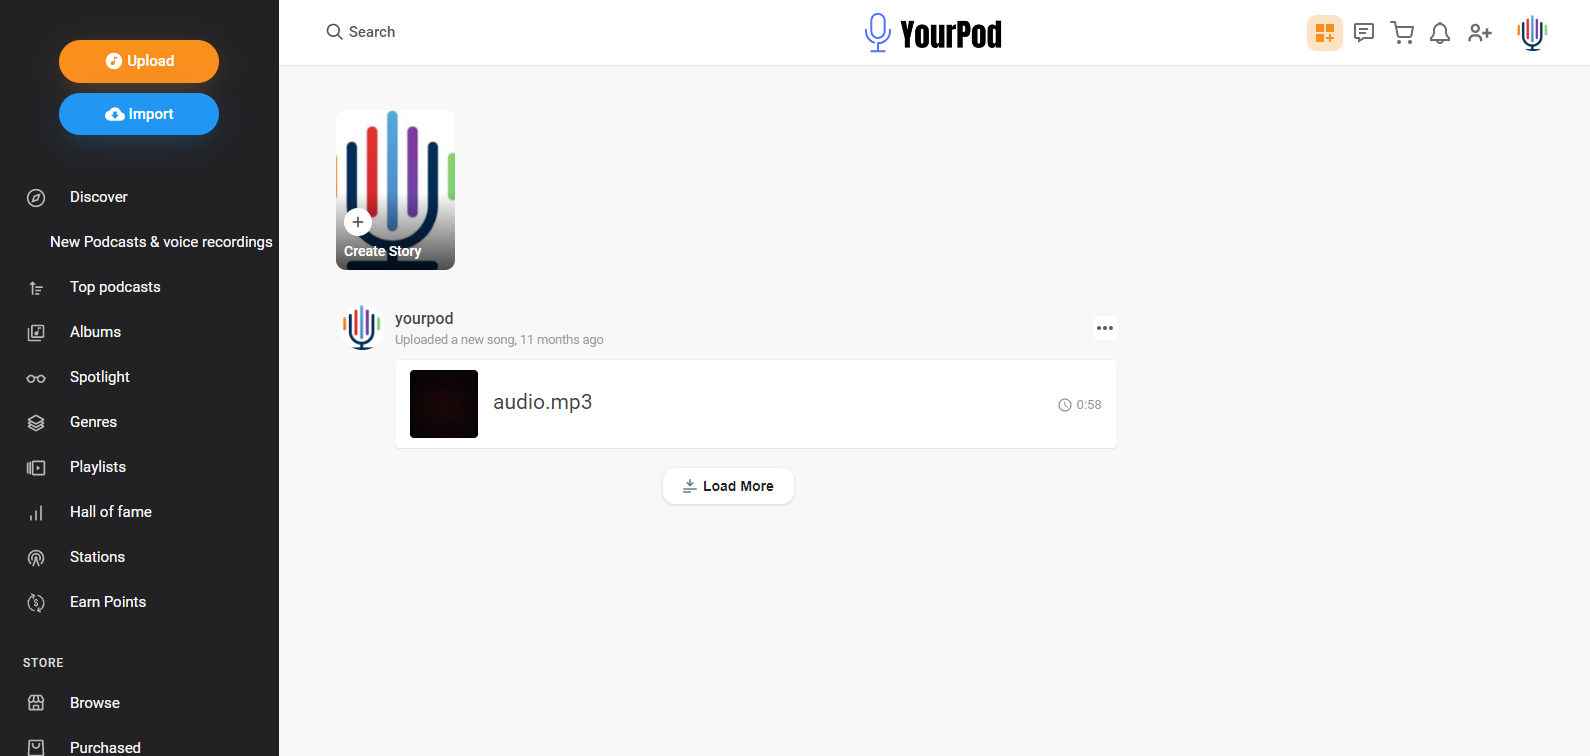 Upload
Import
Discover
New Podcasts & voice recordings
Top podcasts
Albums
Spotlight
Genres
Playlists
Hall of fame
Stations
Earn Points
STORE
Browse
Purchased
Search
YourPod
Create Story
yourpod
Uploaded a new song, 11 months ago
audio.mp3
0:58
Load More